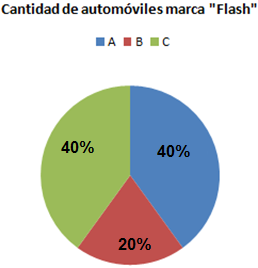 Cantidad de automóviles marca "Flash"
A B C
40% 40%
20%